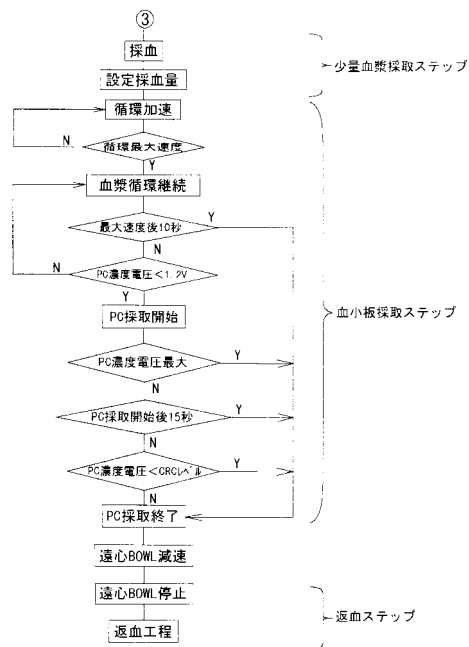 ③
採血
少量血漿採取ステップ
設定採血量
循環加速
N
循環最大速度
Y
血漿循環継続
最大速度後10秒
Y
N
N
PC濃度電圧<1.2V
Y
PC採取開始
血小板採取ステップ
PC濃度電圧最大
Y
N
PC採取開始後15秒
Y
N
PC濃度電圧<CRCレベル
Y
N
PC採取終了
遠心BOWL減速
遠心BOWL停止
返血ステップ
返血工程